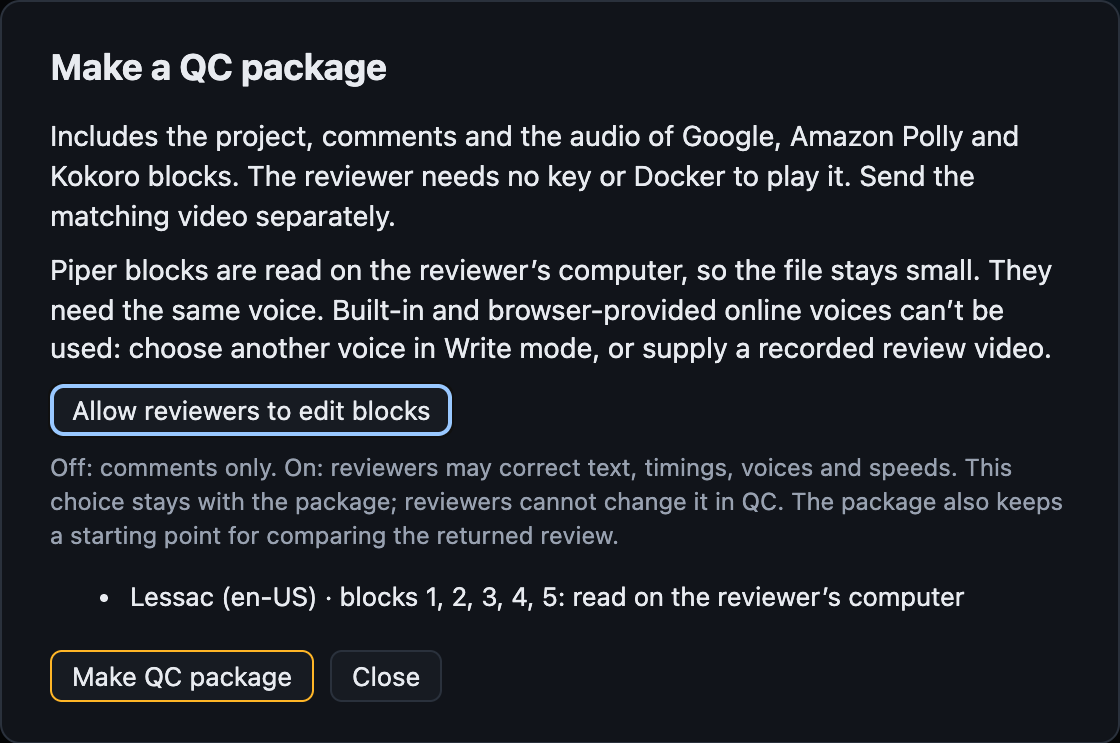 Make a QC package
Includes the project, comments and the audio of Google, Amazon Polly and
Kokoro blocks. The reviewer needs no key or Docker to play it. Send the
matching video separately.
Piper blocks are read on the reviewer’s computer, so the file stays small. They
need the same voice. Built-in and browser-provided online voices can’t be
used: choose another voice in Write mode, or supply a recorded review video.
Allow reviewers to edit blocks
Off: comments only. On: reviewers may correct text, timings, voices and speeds. This
choice stays with the package; reviewers cannot change it in QC. The package also keeps
a starting point for comparing the returned review.
• Lessac (en-US) · blocks 1, 2, 3, 4, 5: read on the reviewer’s computer
Make QC package
Close